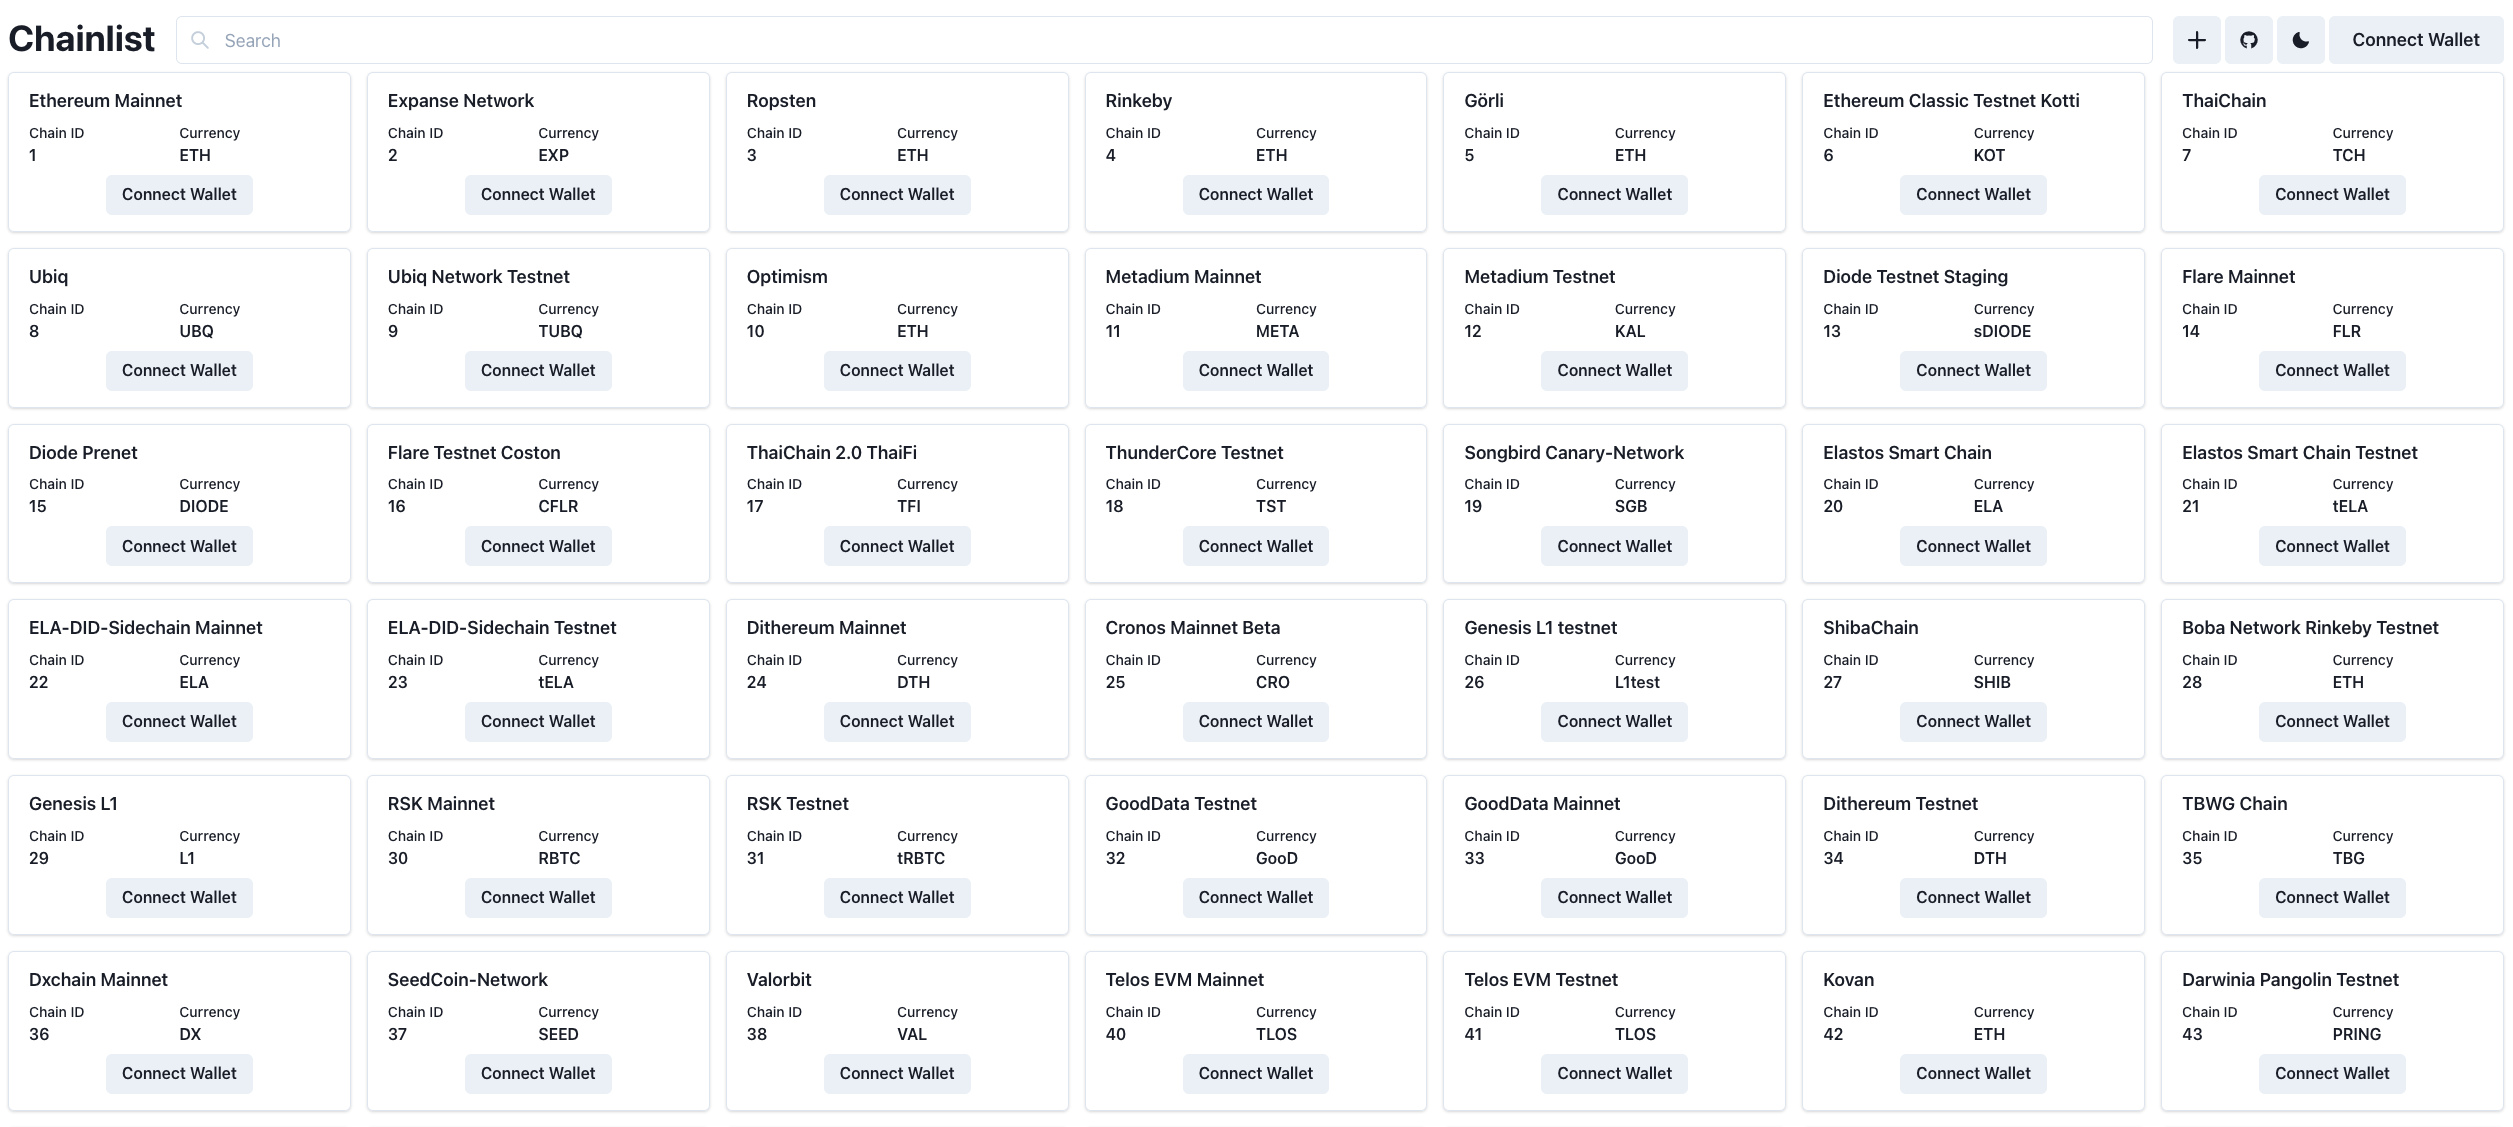 Chainlist
Search
Connect Wallet
Ethereum Mainnet
Chain ID Currency
1 ETH
Connect Wallet
Expanse Network
Chain ID Currency
2 EXP
Connect Wallet
Ropsten
Chain ID Currency
3 ETH
Connect Wallet
Rinkeby
Chain ID Currency
4 ETH
Connect Wallet
Görli
Chain ID Currency
5 ETH
Connect Wallet
Ethereum Classic Testnet Kotti
Chain ID Currency
6 KOT
Connect Wallet
ThaiChain
Chain ID Currency
7 TCH
Connect Wallet
Ubiq
Chain ID Currency
8 UBQ
Connect Wallet
Ubiq Network Testnet
Chain ID Currency
9 TUBQ
Connect Wallet
Optimism
Chain ID Currency
10 ETH
Connect Wallet
Metadium Mainnet
Chain ID Currency
11 META
Connect Wallet
Metadium Testnet
Chain ID Currency
12 KAL
Connect Wallet
Diode Testnet Staging
Chain ID Currency
13 sDIODE
Connect Wallet
Flare Mainnet
Chain ID Currency
14 FLR
Connect Wallet
Diode Prenet
Chain ID Currency
15 DIODE
Connect Wallet
Flare Testnet Coston
Chain ID Currency
16 CFLR
Connect Wallet
ThaiChain 2.0 ThaiFi
Chain ID Currency
17 TFI
Connect Wallet
ThunderCore Testnet
Chain ID Currency
18 TST
Connect Wallet
Songbird Canary-Network
Chain ID Currency
19 SGB
Connect Wallet
Elastos Smart Chain
Chain ID Currency
20 ELA
Connect Wallet
Elastos Smart Chain Testnet
Chain ID Currency
21 tELA
Connect Wallet
ELA-DID-Sidechain Mainnet
Chain ID Currency
22 ELA
Connect Wallet
ELA-DID-Sidechain Testnet
Chain ID Currency
23 tELA
Connect Wallet
Dithereum Mainnet
Chain ID Currency
24 DTH
Connect Wallet
Cronos Mainnet Beta
Chain ID Currency
25 CRO
Connect Wallet
Genesis L1 testnet
Chain ID Currency
26 L1test
Connect Wallet
ShibaChain
Chain ID Currency
27 SHIB
Connect Wallet
Boba Network Rinkeby Testnet
Chain ID Currency
28 ETH
Connect Wallet
Genesis L1
Chain ID Currency
29 L1
Connect Wallet
RSK Mainnet
Chain ID Currency
30 RBTC
Connect Wallet
RSK Testnet
Chain ID Currency
31 tRBTC
Connect Wallet
GoodData Testnet
Chain ID Currency
32 GooD
Connect Wallet
GoodData Mainnet
Chain ID Currency
33 GooD
Connect Wallet
Dithereum Testnet
Chain ID Currency
34 DTH
Connect Wallet
TBWG Chain
Chain ID Currency
35 TBG
Connect Wallet
Dxchain Mainnet
Chain ID Currency
36 DX
Connect Wallet
SeedCoin-Network
Chain ID Currency
37 SEED
Connect Wallet
Valorbit
Chain ID Currency
38 VAL
Connect Wallet
Telos EVM Mainnet
Chain ID Currency
40 TLOS
Connect Wallet
Telos EVM Testnet
Chain ID Currency
41 TLOS
Connect Wallet
Kovan
Chain ID Currency
42 ETH
Connect Wallet
Darwinia Pangolin Testnet
Chain ID Currency
43 PRING
Connect Wallet